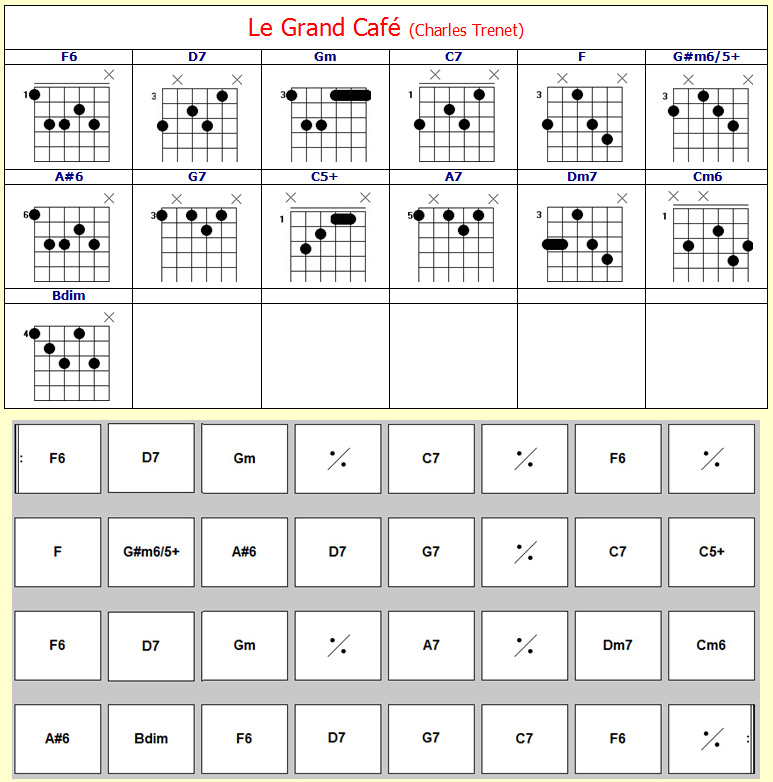 Le Grand Café (Charles Trenet)
F6 D7 Gm C7 F G#m6/5+
1 3 3 1 3 3
A#6 G7 C5+ A7 Dm7 Cm6
6 3 1 5 3 1
Bdim
4
: F6 D7 Gm % C7 % F6 %
F G#m6/5+ A#6 D7 G7 % C7 C5+
F6 D7 Gm % A7 % Dm7 Cm6
A#6 Bdim F6 D7 G7 C7 F6 % :